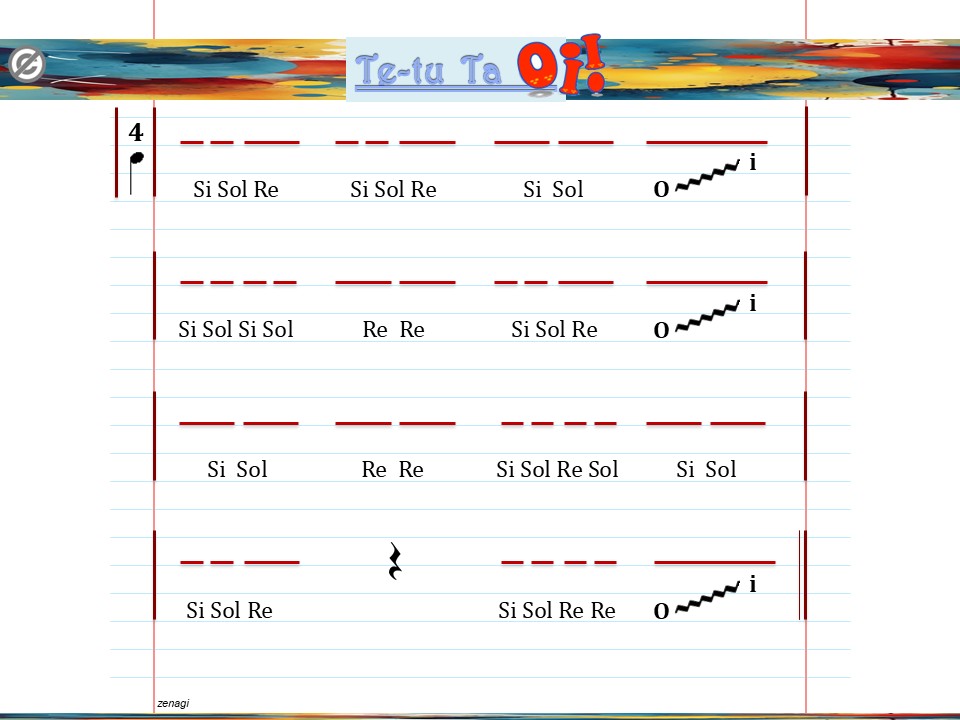 Te-tu Ta Oi!
4
Si Sol Re Si Sol Re Si Sol O i
Si Sol Si Sol Re Re Si Sol Re O i
Si Sol Re Re Si Sol Re Sol Si Sol
Si Sol Re Si Sol Re Re O i
zenagi